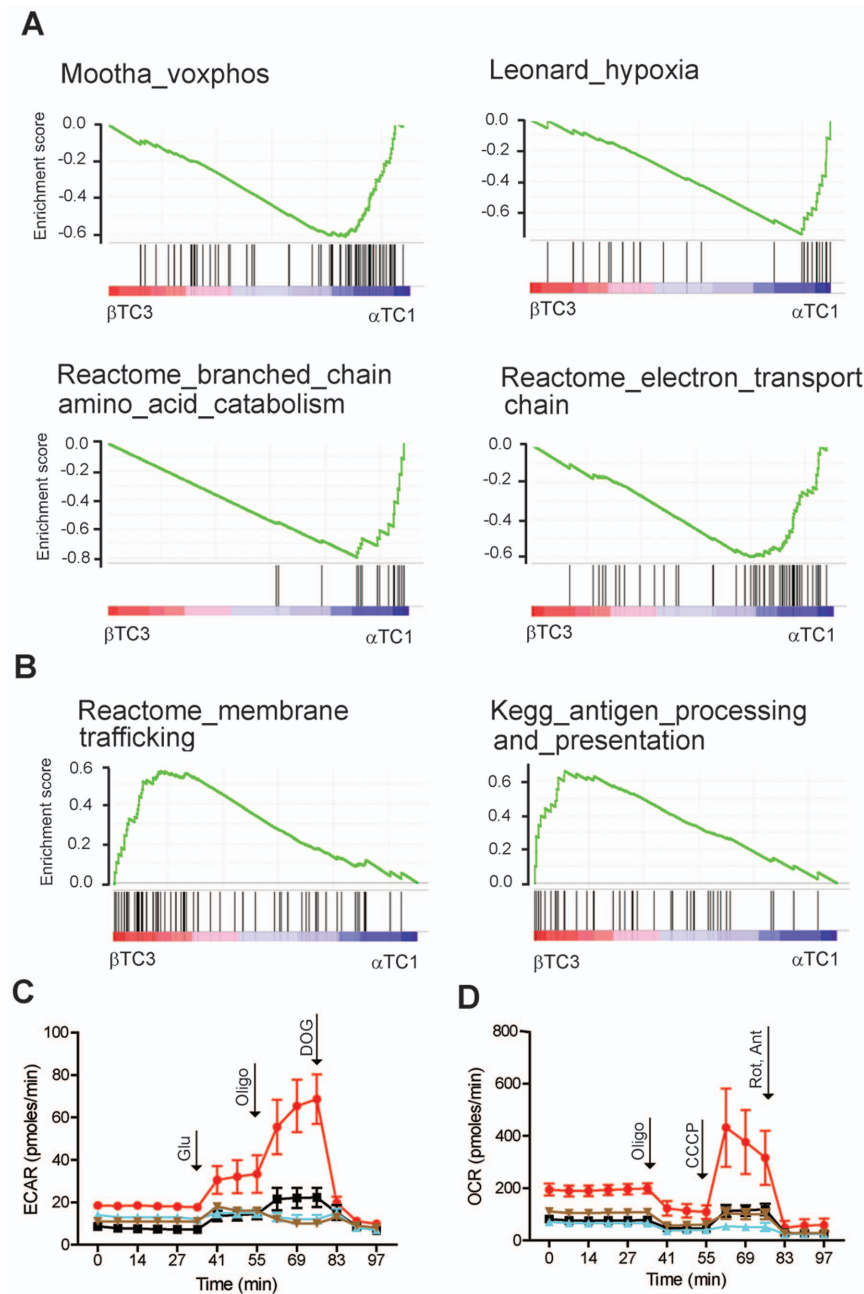 A
Mootha_voxphos
Leonard_hypoxia
Enrichment score
0.0
-0.2
-0.4
-0.6
βTC3
αTC1
0.0
-0.2
-0.4
-0.6
βTC3
αTC1
Reactome_branched_chain
amino_acid_catabolism
Reactome_electron_transport
chain
Enrichment score
0.0
-0.2
-0.4
-0.6
-0.8
βTC3
αTC1
0.0
-0.2
-0.4
-0.6
βTC3
αTC1
B
Reactome_membrane
trafficking
Kegg_antigen_processing
and_presentation
Enrichment score
0.6
0.4
0.2
0.0
βTC3
αTC1
0.6
0.4
0.2
0.0
βTC3
αTC1
C
ECAR (pmoles/min)
100
80
60
40
20
0
Glu
Oligo
DOG
0 14 27 41 55 69 83 97
Time (min)
D
OCR (pmoles/min)
800
600
400
200
0
Oligo
CCCP
Rot, Ant
0 14 27 41 55 69 83 97
Time (min)